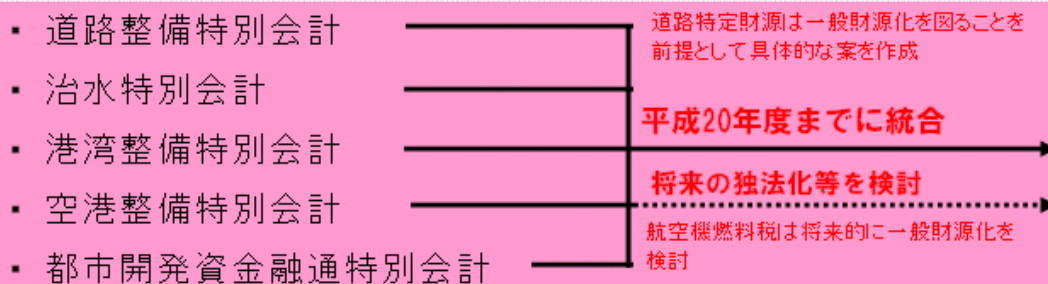 ・ 道路整備特別会計
・ 治水特別会計
・ 港湾整備特別会計
・ 空港整備特別会計
・ 都市開発資金融通特別会計
道路特定財源は一般財源化を図ることを
前提として具体的な案を作成
平成20年度までに統合
将来の独法化等を検討
航空機燃料税は将来的に一般財源化を
検討